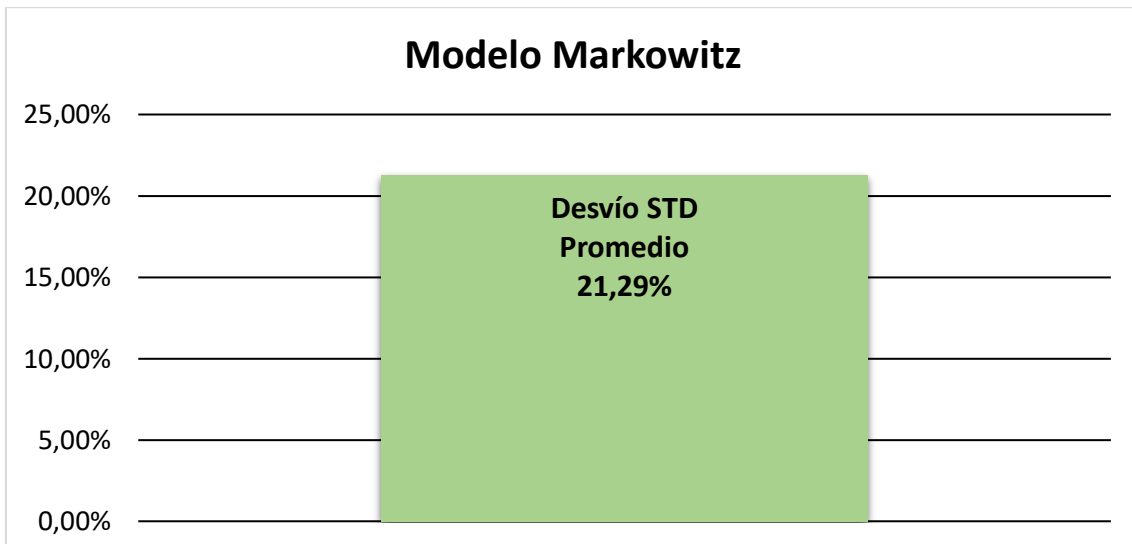 Modelo Markowitz
25,00%
20,00%
15,00%
10,00%
5,00%
0,00%
Desvío STD
Promedio
21,29%